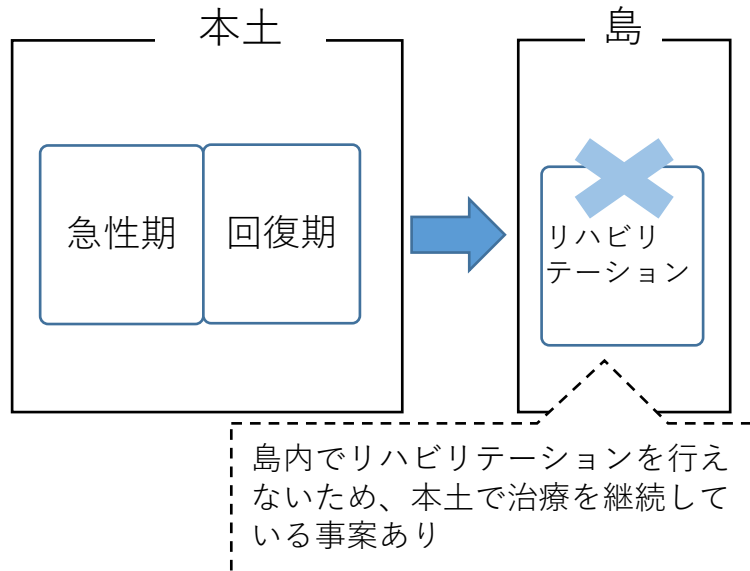 本土
島
急性期
回復期
リハビリ
テーション
島内でリハビリテーションを行え
ないため、本土で治療を継続して
いる事案あり